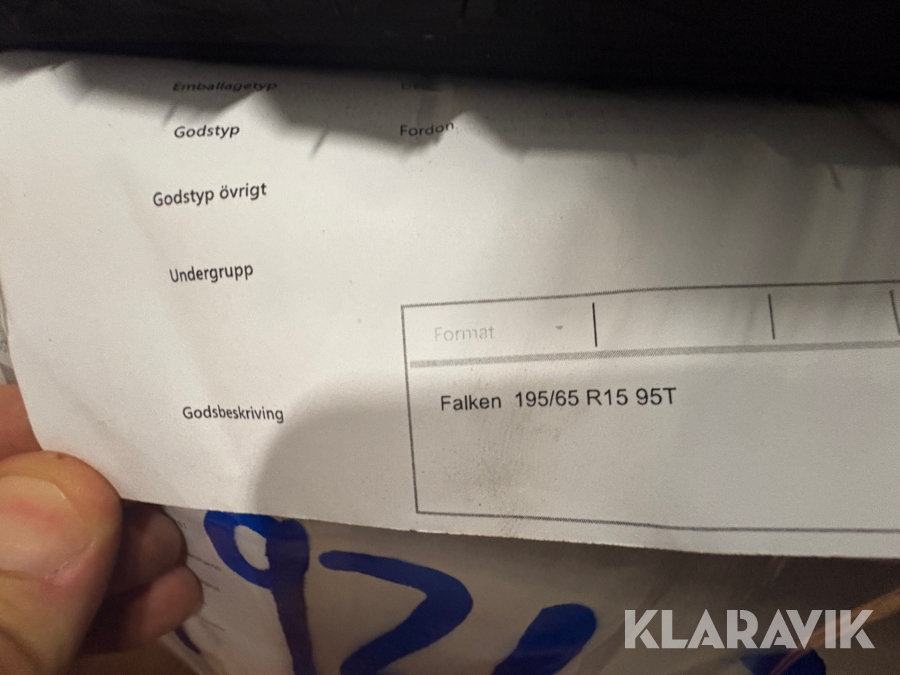 Emballagetyp
Godstyp Fordon
Godstyp övrigt
Undergrupp
Format
Godsbeskriving Falken 195/65 R15 95T
KLARAVIK